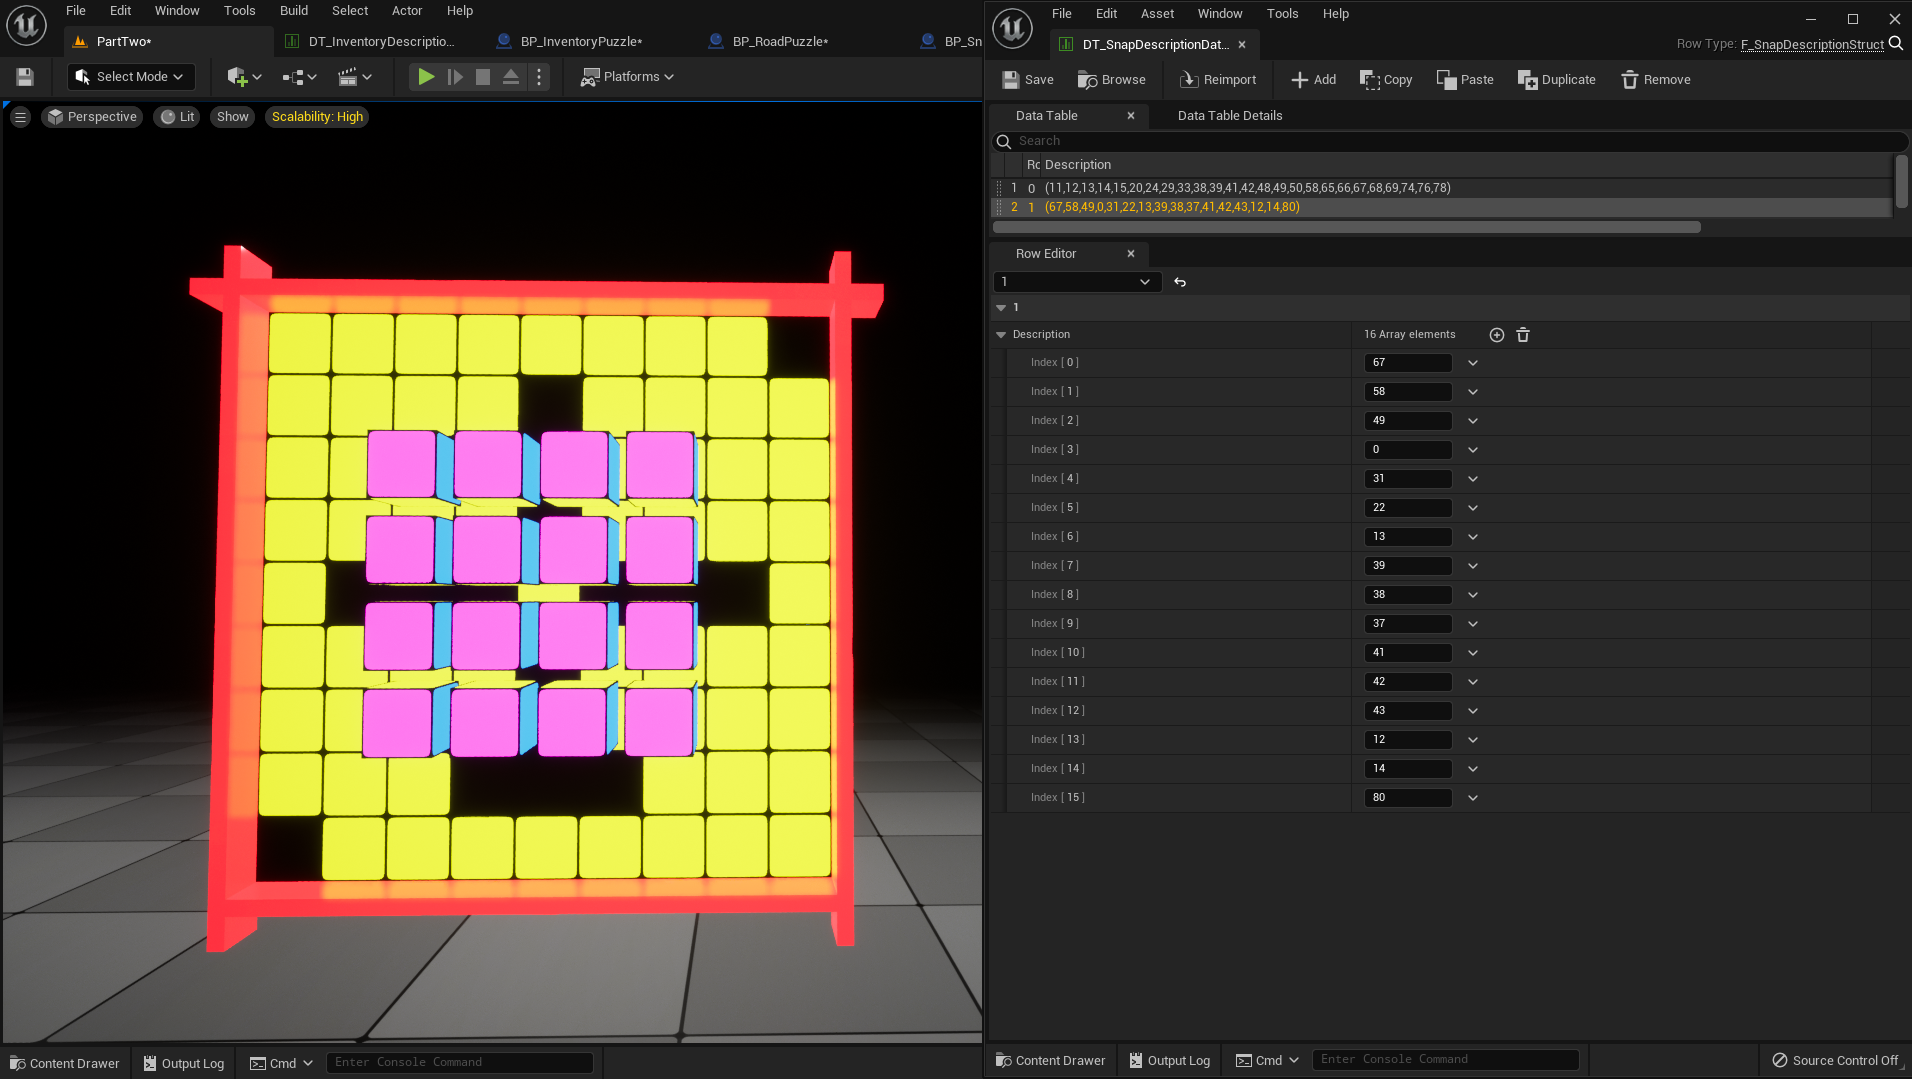 File Edit Window Tools Build Select Actor Help
PartTwo* DT_InventoryDescriptio... BP_InventoryPuzzle* BP_RoadPuzzle* BP_Sn
Select Mode Platforms
Perspective Lit Show Scalability: High
Content Drawer Output Log Cmd Enter Console Command
File Edit Asset Window Tools Help
DT_SnapDescriptionDat... Row Type: F_SnapDescriptionStruct
Save Browse Reimport Add Copy Paste Duplicate Remove
Data Table Data Table Details
Search
Rc Description
1 0 (11,12,13,14,15,20,24,29,33,38,39,41,42,48,49,50,58,65,66,67,68,69,74,76,78)
2 1 (67,58,49,0,31,22,13,39,38,37,41,42,43,12,14,80)
Row Editor
1
1
Description 16 Array elements
Index [ 0 ] 67
Index [ 1 ] 58
Index [ 2 ] 49
Index [ 3 ] 0
Index [ 4 ] 31
Index [ 5 ] 22
Index [ 6 ] 13
Index [ 7 ] 39
Index [ 8 ] 38
Index [ 9 ] 37
Index [ 10 ] 41
Index [ 11 ] 42
Index [ 12 ] 43
Index [ 13 ] 12
Index [ 14 ] 14
Index [ 15 ] 80
Content Drawer Output Log Cmd Enter Console Command Source Control Off